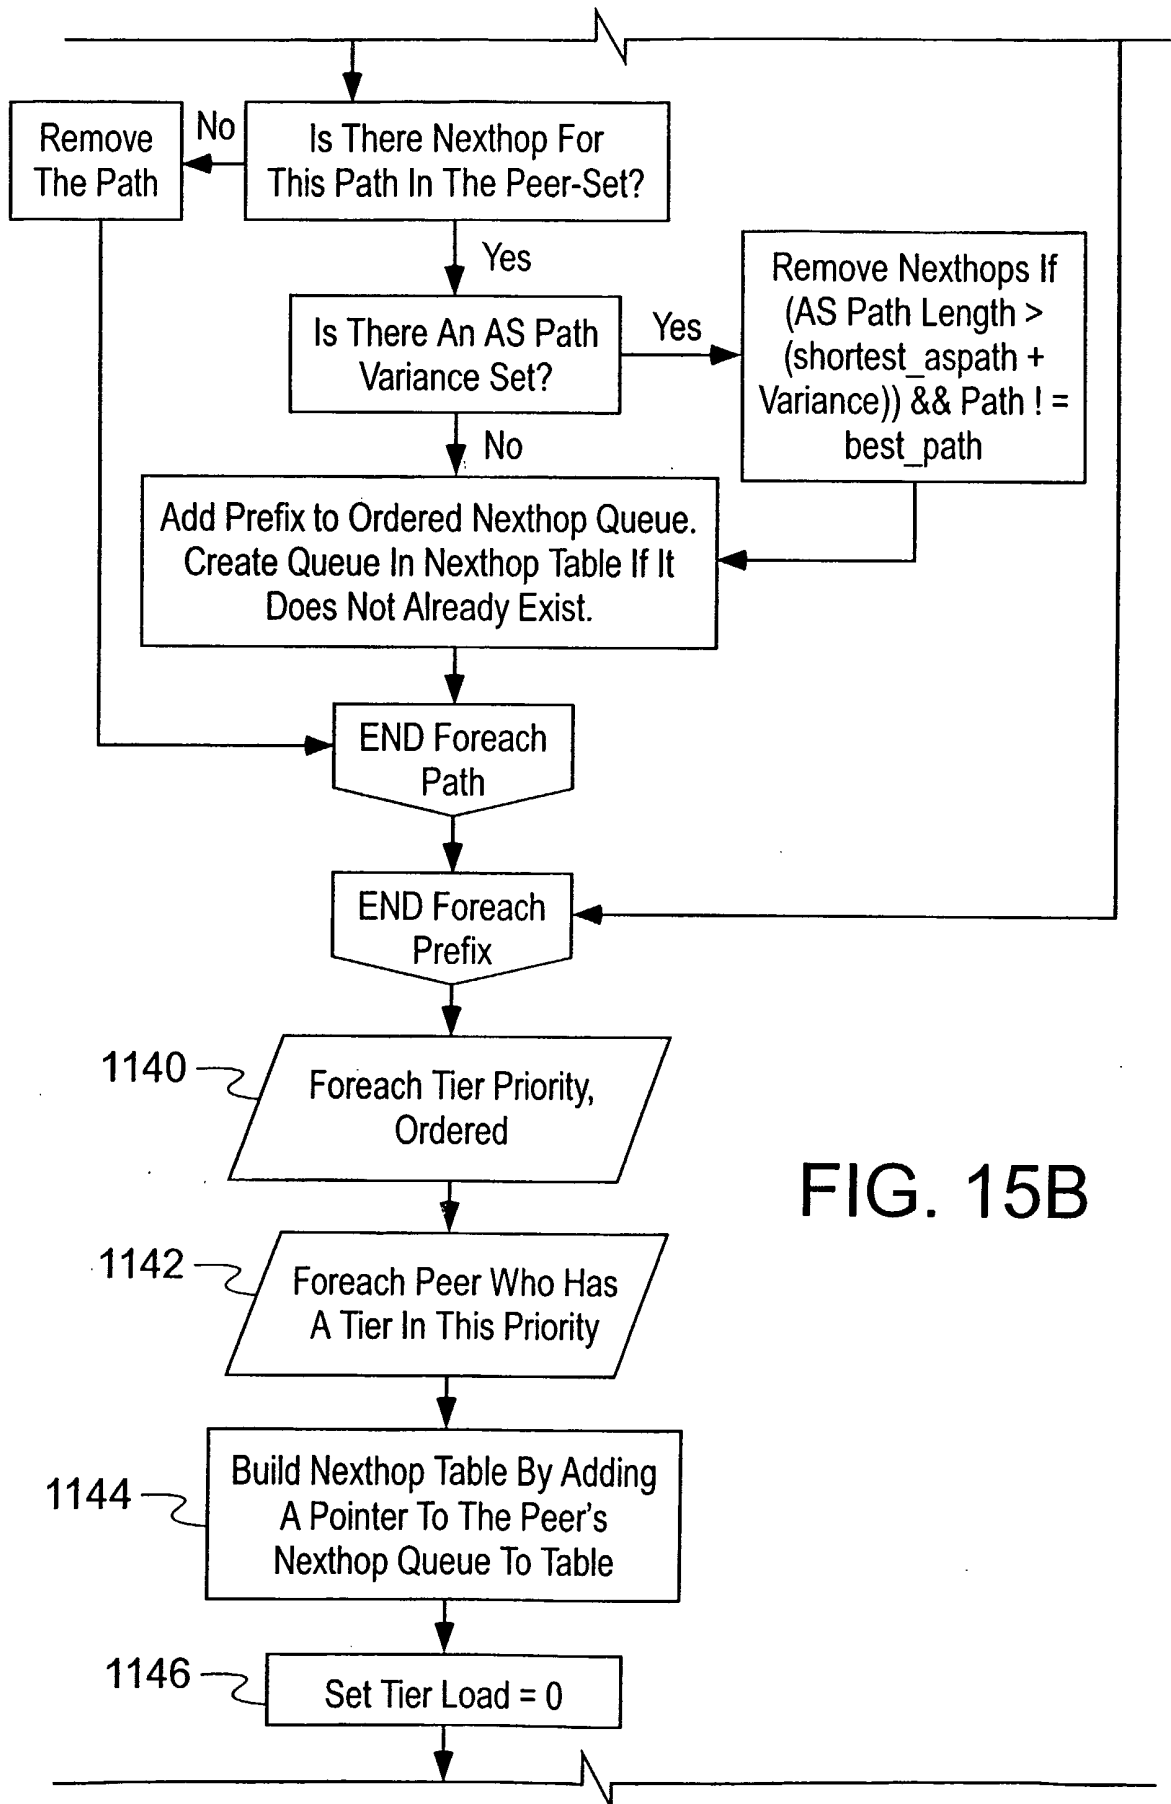 Remove
The Path
No
Is There Nexthop For
This Path In The Peer-Set?
Yes
Is There An AS Path
Variance Set?
Yes
Remove Nexthops If
(AS Path Length >
(shortest_aspath +
Variance)) && Path ! =
best_path
No
Add Prefix to Ordered Nexthop Queue.
Create Queue In Nexthop Table If It
Does Not Already Exist.
END Foreach
Path
END Foreach
Prefix
1140
Foreach Tier Priority,
Ordered
FIG. 15B
1142
Foreach Peer Who Has
A Tier In This Priority
1144
Build Nexthop Table By Adding
A Pointer To The Peer's
Nexthop Queue To Table
1146
Set Tier Load = 0